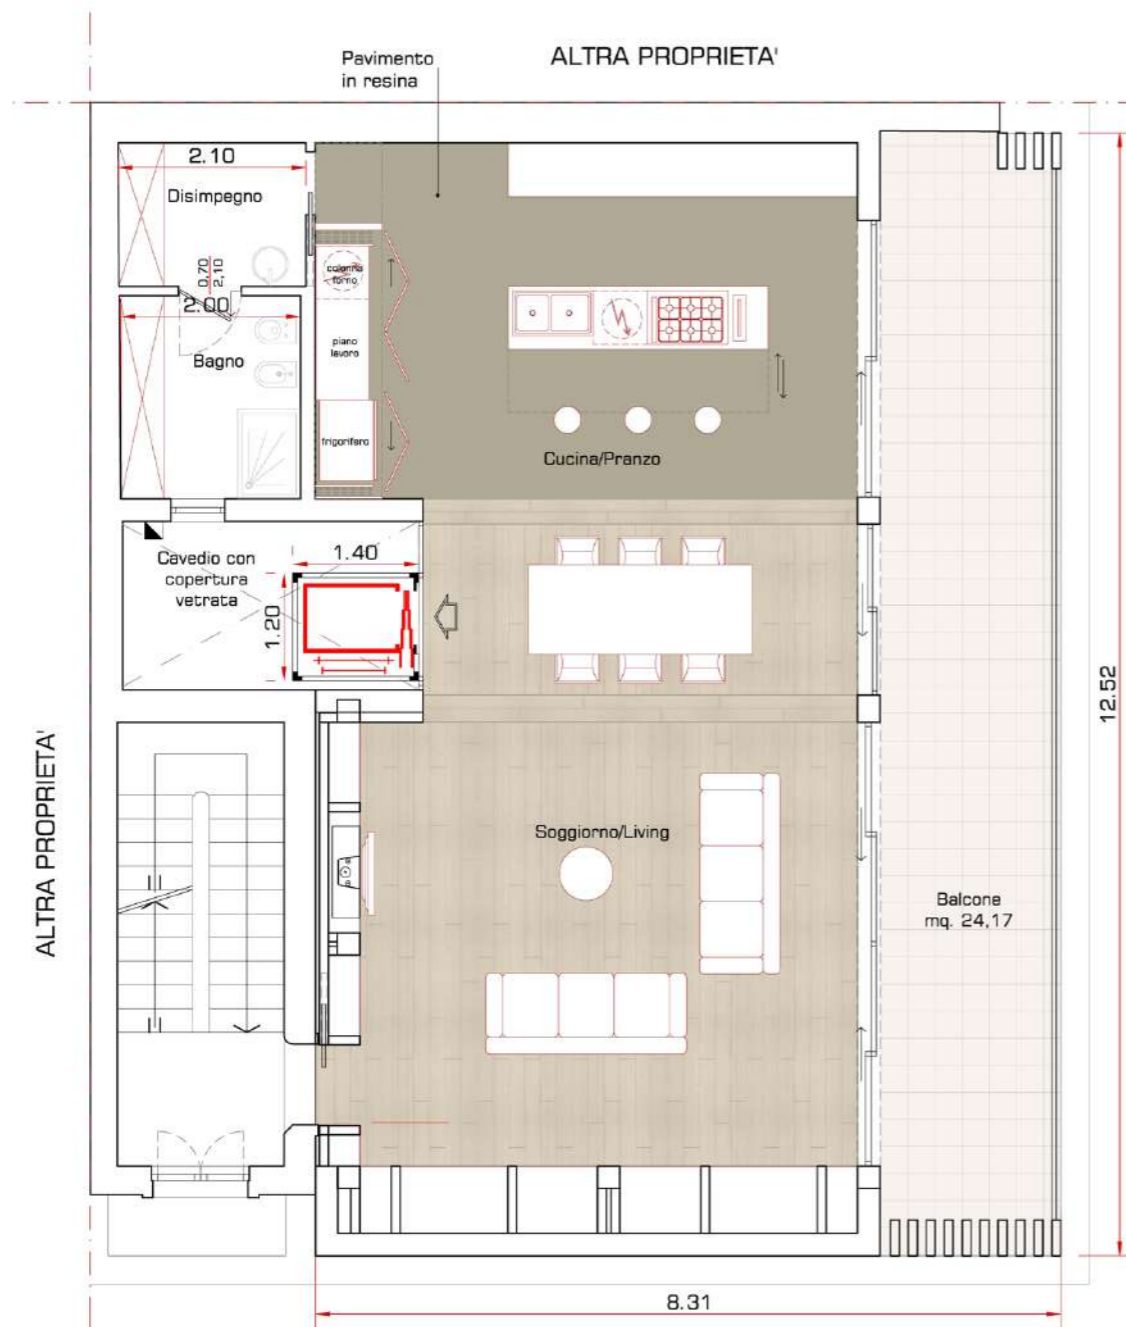 ALTRA PROPRIETA'
Pavimento
in resina
2.10
Disimpegno
0,70
2,10
2.00
Bagno
colonna
forno
piano
lavoro
frigorifero
Cucina/Pranzo
Cavedio con
copertura
vetrata
1.40
1.20
12.52
ALTRA PROPRIETA'
Soggiorno/Living
Balcone
mq. 24,17
8.31